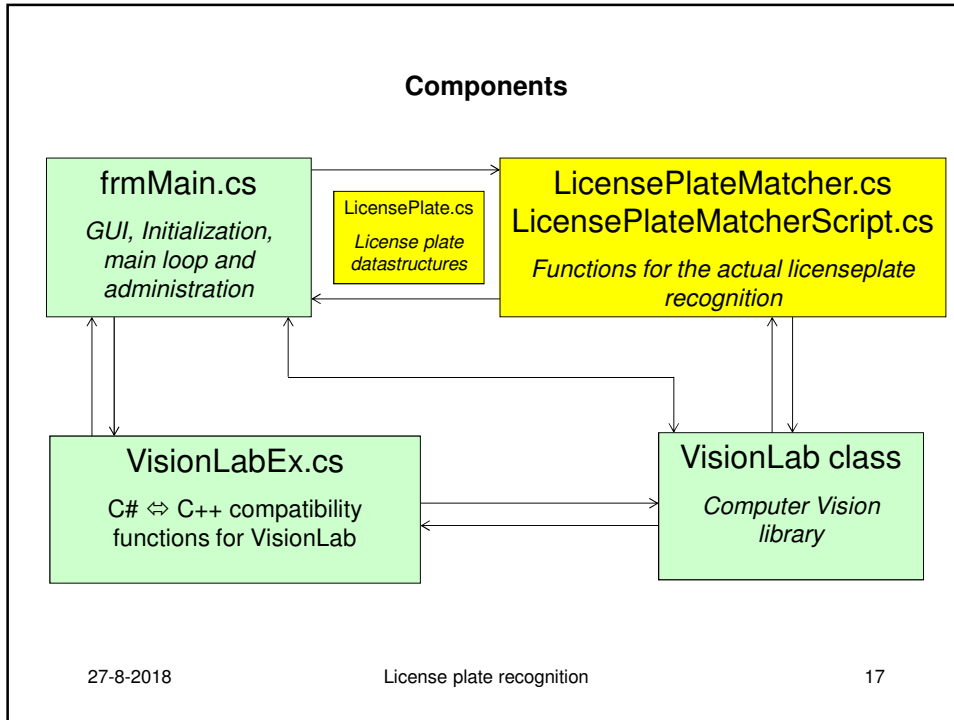 Components
frmMain.cs
GUI, Initialization,
main loop and
administration
LicensePlate.cs
License plate
datastructures
LicensePlateMatcher.cs
LicensePlateMatcherScript.cs
Functions for the actual licenseplate
recognition
VisionLabEx.cs
C# ⇔ C++ compatibility
functions for VisionLab
VisionLab class
Computer Vision
library
27-8-2018
License plate recognition
17